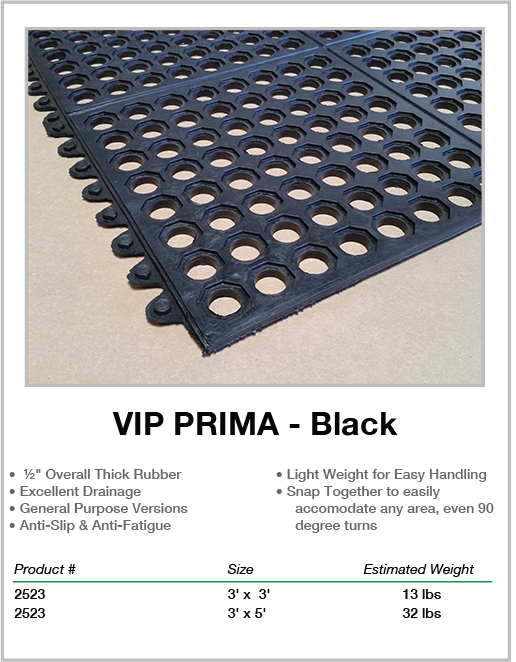 VIP PRIMA - Black
• ½" Overall Thick Rubber
• Excellent Drainage
• General Purpose Versions
• Anti-Slip & Anti-Fatigue
• Light Weight for Easy Handling
• Snap Together to easily
accomodate any area, even 90
degree turns
Product # Size Estimated Weight
2523 3' x 3' 13 lbs
2523 3' x 5' 32 lbs